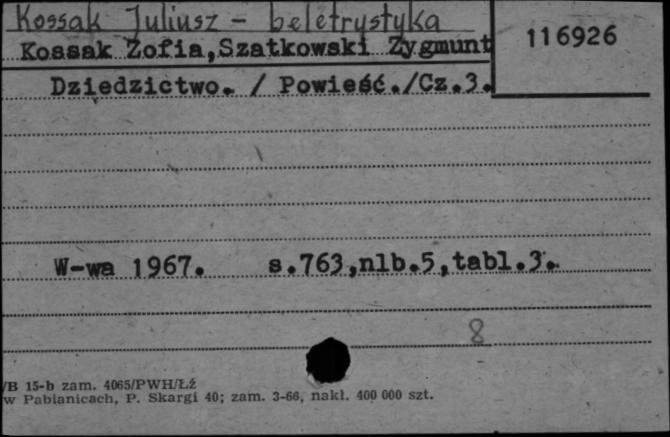 Kossak Juliusz - beletrystyka
Kossak Zofia,Szatkowski Zygmunt
116926
Dziedzictwo. / Powieść./Cz.3.
W-wa 1967. s.763,nlb.5,tabl.3.
8
/B 15-b zam. 4065/PWH/Łź
w Pabianicach, P. Skargi 40; zam. 3-66, nakł. 400 000 szt.